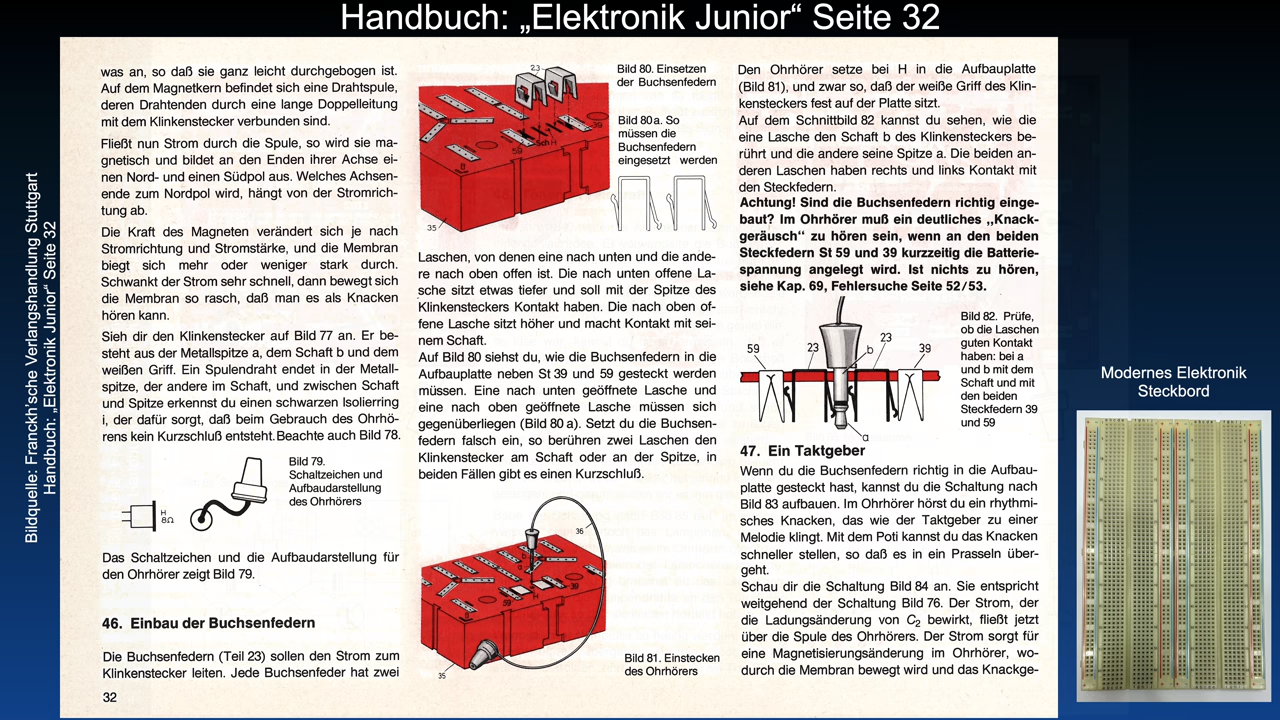 Handbuch: „Elektronik Junior“ Seite 32
Bildquelle: Franck'sche Verlangshandlung Stuttgart
Handbuch: „Elektronik Junior“ Seite 32
was an, so daß sie ganz leicht durchgebogen ist.
Auf dem Magnetkern befindet sich eine Drahtspule,
deren Drahtenden durch eine lange Doppelleitung
mit dem Klinkenstecker verbunden sind.
Fließt nun Strom durch die Spule, so wird sie ma-
gnetisch und bildet an den Enden ihrer Achse ei-
nen Nord- und einen Südpol aus. Welches Achsen-
ende zum Nordpol wird, hängt von der Stromrich-
tung ab.
Die Kraft des Magneten verändert sich je nach
Stromrichtung und Stromstärke, und die Membran
biegt sich mehr oder weniger stark durch.
Schwankt der Strom sehr schnell, dann bewegt sich
die Membran so rasch, daß man es als Knacken
hören kann.
Sieh dir den Klinkenstecker auf Bild 77 an. Er be-
steht aus der Metallspitze a, dem Schaft b und dem
weißen Griff. Ein Spulendraht endet in der Metall-
spitze, der andere im Schaft, und zwischen Schaft
und Spitze erkennst du einen schwarzen Isolierring
i, der dafür sorgt, daß beim Gebrauch des Ohrhö-
rens kein Kurzschluß entsteht. Beachte auch Bild 78.
H
8Ω
Bild 79.
Schaltzeichen und
Aufbaudarstellung
des Ohrhörers
Das Schaltzeichen und die Aufbaudarstellung für
den Ohrhörer zeigt Bild 79.
46. Einbau der Buchsenfedern
Die Buchsenfedern (Teil 23) sollen den Strom zum
Klinkenstecker leiten. Jede Buchsenfeder hat zwei
32
23
39
Sch H
59
35
Bild 80. Einsetzen
der Buchsenfedern
Bild 80a. So
müssen die
Buchsenfedern
eingesetzt werden
Laschen, von denen eine nach unten und die ande-
re nach oben offen ist. Die nach unten offene La-
sche sitzt etwas tiefer und soll mit der Spitze des
Klinkensteckers Kontakt haben. Die nach oben of-
fene Lasche sitzt höher und macht Kontakt mit sei-
nem Schaft.
Auf Bild 80 siehst du, wie die Buchsenfedern in die
Aufbauplatte neben St 39 und 59 gesteckt werden
müssen. Eine nach unten geöffnete Lasche und
eine nach oben geöffnete Lasche müssen sich
gegenüberliegen (Bild 80 a). Setzt du die Buchsen-
federn falsch ein, so berühren zwei Laschen den
Klinkenstecker am Schaft oder an der Spitze, in
beiden Fällen gibt es einen Kurzschluß.
36
b
a
39
59
H
35
Bild 81. Einstecken
des Ohrhörers
Den Ohrhörer setze bei H in die Aufbauplatte
(Bild 81), und zwar so, daß der weiße Griff des Klin-
kensteckers fest auf der Platte sitzt.
Auf dem Schnittbild 82 kannst du sehen, wie die
eine Lasche den Schaft b des Klinkensteckers be-
rührt und die andere seine Spitze a. Die beiden an-
deren Laschen haben rechts und links Kontakt mit
den Steckfedern.
Achtung! Sind die Buchsenfedern richtig einge-
baut? Im Ohrhörer muß ein deutliches „Knack-
geräusch“ zu hören sein, wenn an den beiden
Steckfedern St 59 und 39 kurzzeitig die Batterie-
spannung angelegt wird. Ist nichts zu hören,
siehe Kap. 69, Fehlersuche Seite 52/53.
59
23
b
23
39
a
Bild 82. Prüfe,
ob die Laschen
guten Kontakt
haben: bei a
und b mit dem
Schaft und mit
den beiden
Steckfedern 39
und 59
47. Ein Taktgeber
Wenn du die Buchsenfedern richtig in die Aufbau-
platte gesteckt hast, kannst du die Schaltung nach
Bild 83 aufbauen. Im Ohrhörer hörst du ein rhythmi-
sches Knacken, das wie der Taktgeber zu einer
Melodie klingt. Mit dem Poti kannst du das Knacken
schneller stellen, so daß es in ein Prasseln über-
geht.
Schau dir die Schaltung Bild 84 an. Sie entspricht
weitgehend der Schaltung Bild 76. Der Strom, der
die Ladungsänderung von C2 bewirkt, fließt jetzt
über die Spule des Ohrhörers. Der Strom sorgt für
eine Magnetisierungsänderung im Ohrhörer, wo-
durch die Membran bewegt wird und das Knackge-
Modernes Elektronik
Steckbord